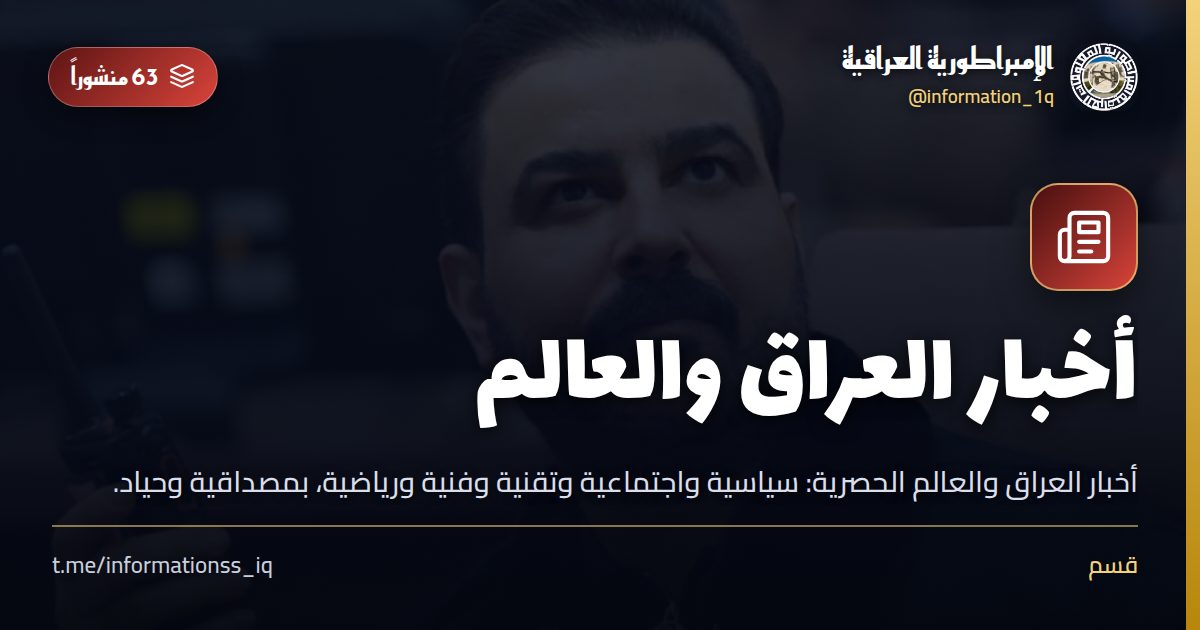 الإمبراطورية العراقية
@information_1q
63 منشوراً
أخبار العراق والعالم
أخبار العراق والعالم الحصرية: سياسية واجتماعية وتقنية وفنية ورياضية، بمصداقية وحياد.
قسم
t.me/informationss_iq